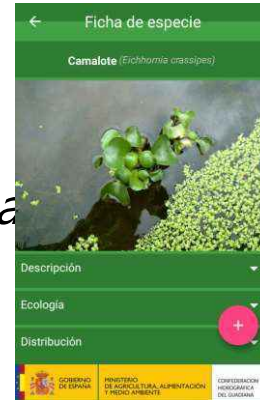 Ficha de especie
Camalote (Eichhornia crassipes)
a
Descripción
Ecología
Distribución
GOBIERNO DE ESPAÑA
MINISTERIO DE AGRICULTURA, ALIMENTACIÓN Y MEDIO AMBIENTE
CONFEDERACIÓN HIDROGRÁFICA DEL GUADIANA